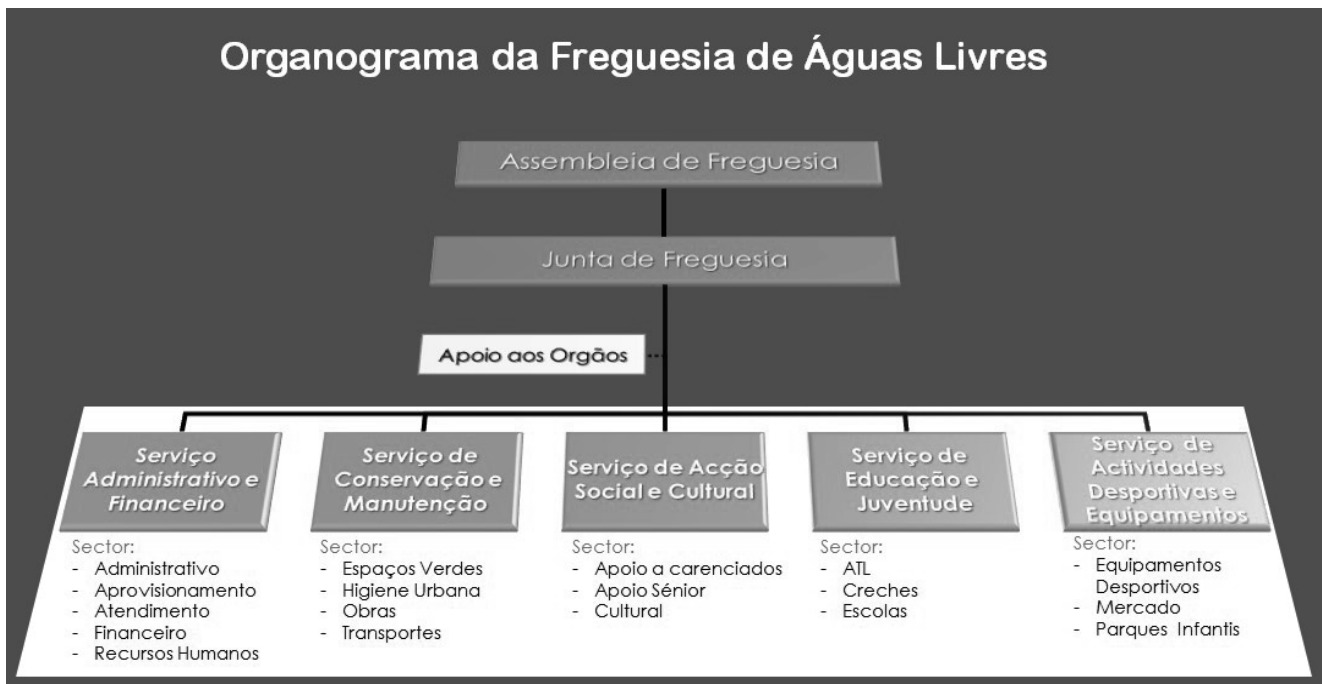 Organograma da Freguesia de Águas Livres
Assembleia de Freguesia
Junta de Freguesia
Apoio aos Orgãos
Serviço
Administrativo e
Financeiro
Sector:
- Administrativo
- Aprovisionamento
- Atendimento
- Financeiro
- Recursos Humanos
Serviço de
Conservação e
Manutenção
Sector:
- Espaços Verdes
- Higiene Urbana
- Obras
- Transportes
Serviço de Acção
Social e Cultural
Sector:
- Apoio a carenciados
- Apoio Sénior
- Cultural
Serviço de
Educação e
Juventude
Sector:
- ATL
- Creches
- Escolas
Serviço de
Actividades
Desportivas e
Equipamentos
Sector:
- Equipamentos
Desportivos
- Mercado
- Parques Infantis